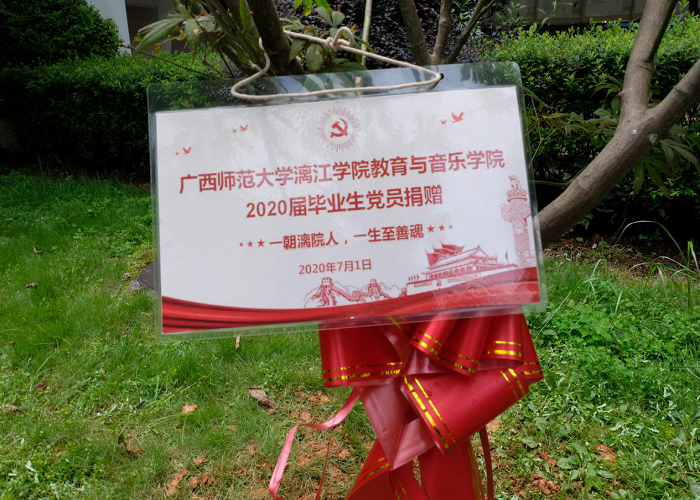 广西师范大学漓江学院教育与音乐学院
2020届毕业生党员捐赠
★★★一朝漓院人，一生至善魂★★★
2020年7月1日